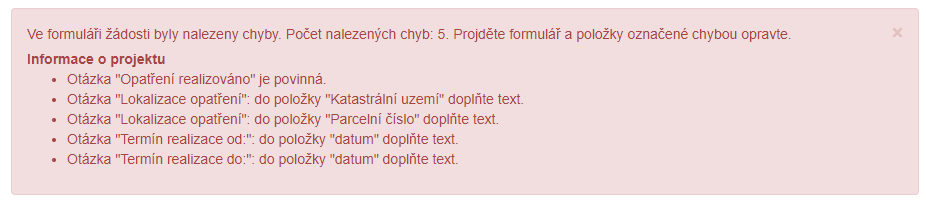 Ve formuláři žádosti byly nalezeny chyby. Počet nalezených chyb: 5. Projděte formulář a položky označené chybou opravte.
×
Informace o projektu
• Otázka "Opatření realizováno" je povinná.
• Otázka "Lokalizace opatření": do položky "Katastrální uzemí" doplňte text.
• Otázka "Lokalizace opatření": do položky "Parcelní číslo" doplňte text.
• Otázka "Termín realizace od:": do položky "datum" doplňte text.
• Otázka "Termín realizace do:": do položky "datum" doplňte text.